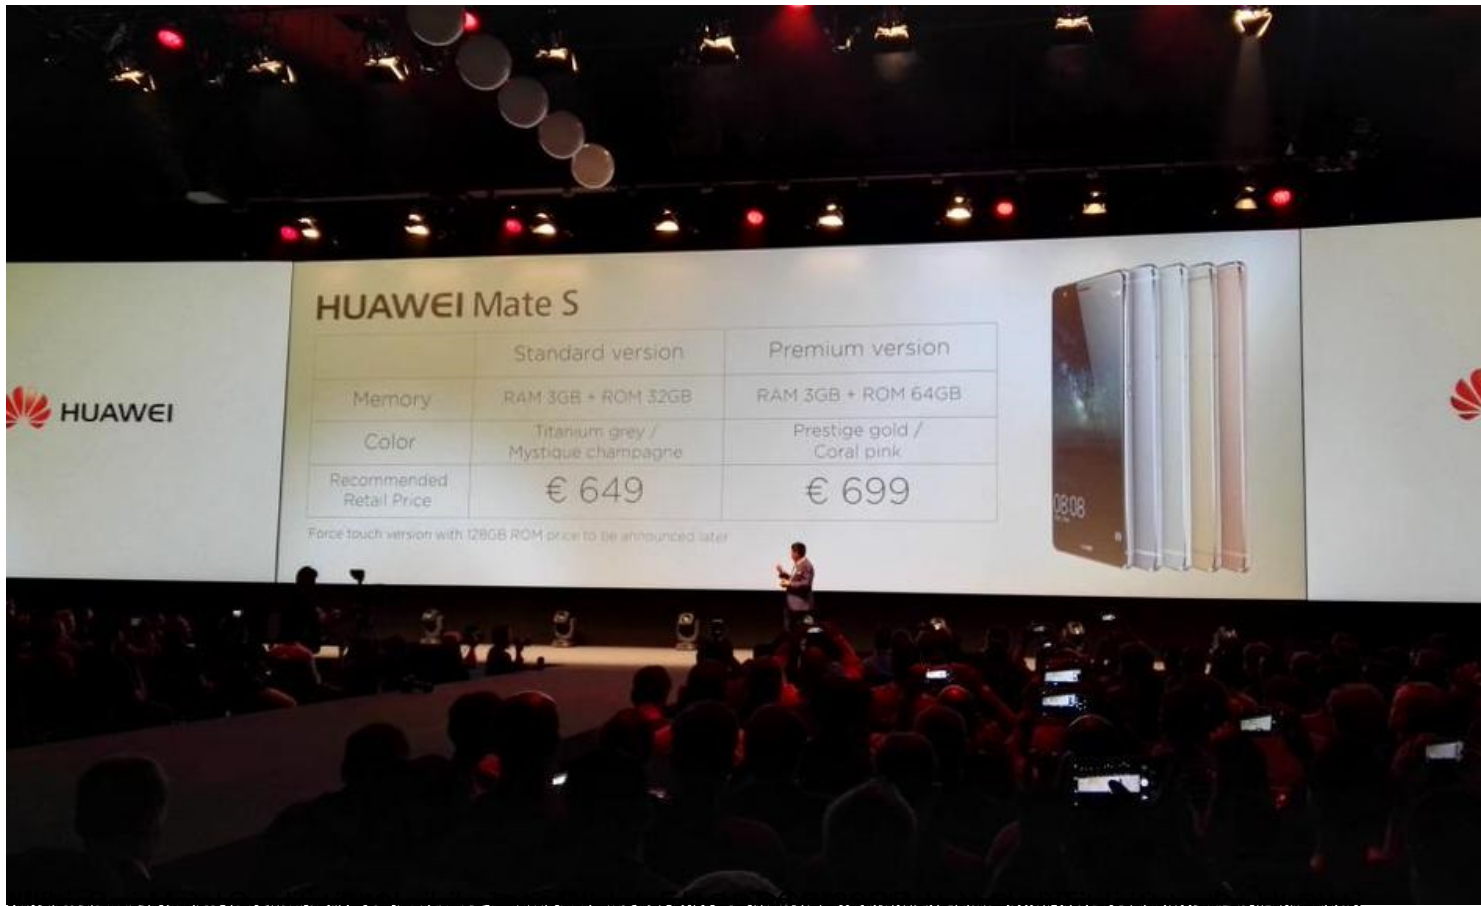 HUAWEI Mate S
Standard version
Premium version
Memory
RAM 3GB + ROM 32GB
RAM 3GB + ROM 64GB
Color
Titanium grey /
Mystique champagne
Prestige gold /
Coral pink
Recommended
Retail Price
€ 649
€ 699
Force touch version with 128GB ROM price to be announced later
HUAWEI
08:08